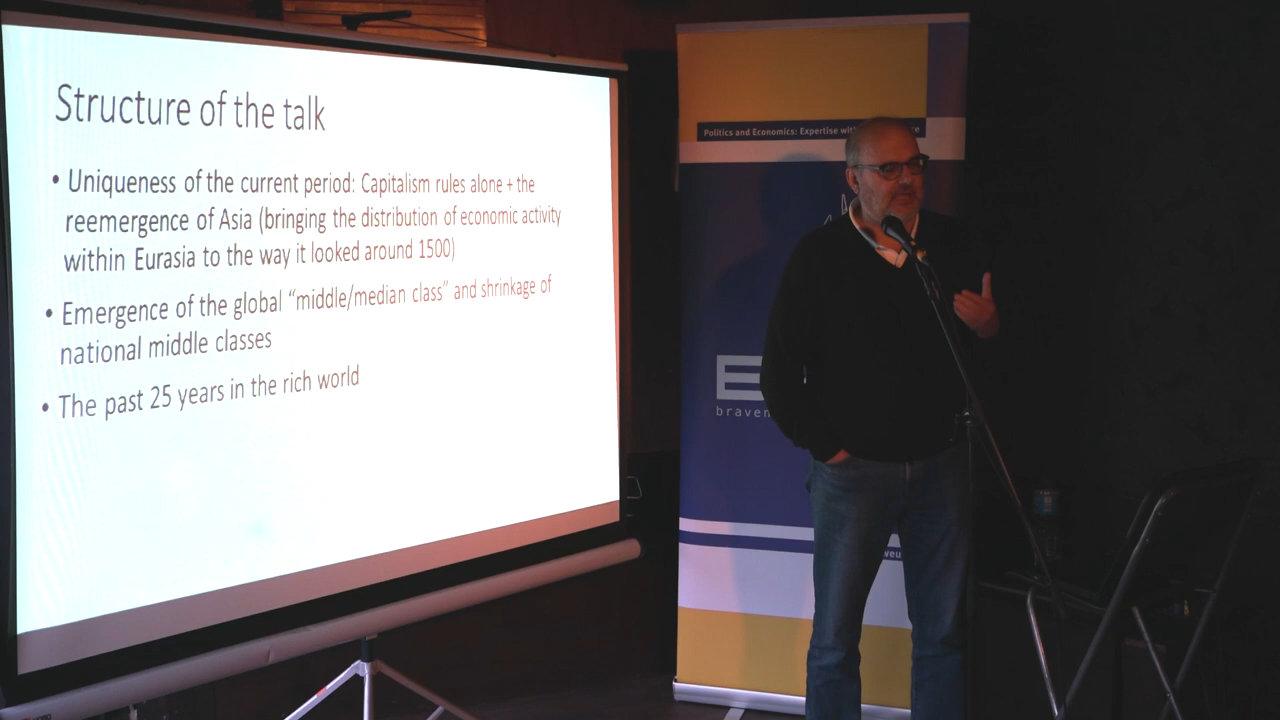 Structure of the talk
• Uniqueness of the current period: Capitalism rules alone + the
reemergence of Asia (bringing the distribution of economic activity
within Eurasia to the way it looked around 1500)
• Emergence of the global “middle/median class” and shrinkage of
national middle classes
• The past 25 years in the rich world
Politics and Economics: Expertise